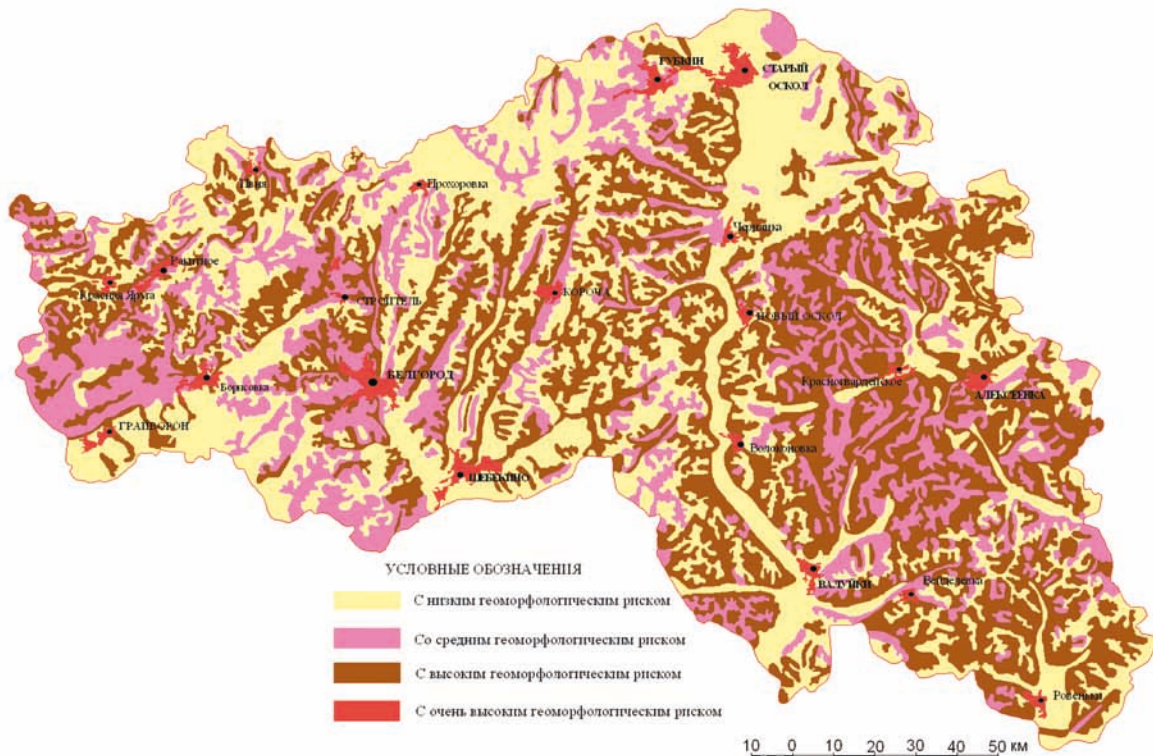 ГУБКИН
СТАРЫЙ
ОСКОЛ
Ивня
Прохоровка
Чернянка
Ракитное
Красная Яруга
СТРОИТЕЛЬ
КОРОЧА
НОВЫЙ ОСКОЛ
БЕЛГОРОД
Борисовка
Красногвардейское
АЛЕКСЕЕВКА
ГРАЙВОРОН
Волоконовка
ШЕБЕКИНО
ВАЛУЙКИ
Вейделевка
Ровеньки
УСЛОВНЫЕ ОБОЗНАЧЕНИЯ
С низким геоморфологическим риском
Со средним геоморфологическим риском
С высоким геоморфологическим риском
С очень высоким геоморфологическим риском
10 0 10 20 30 40 50 км